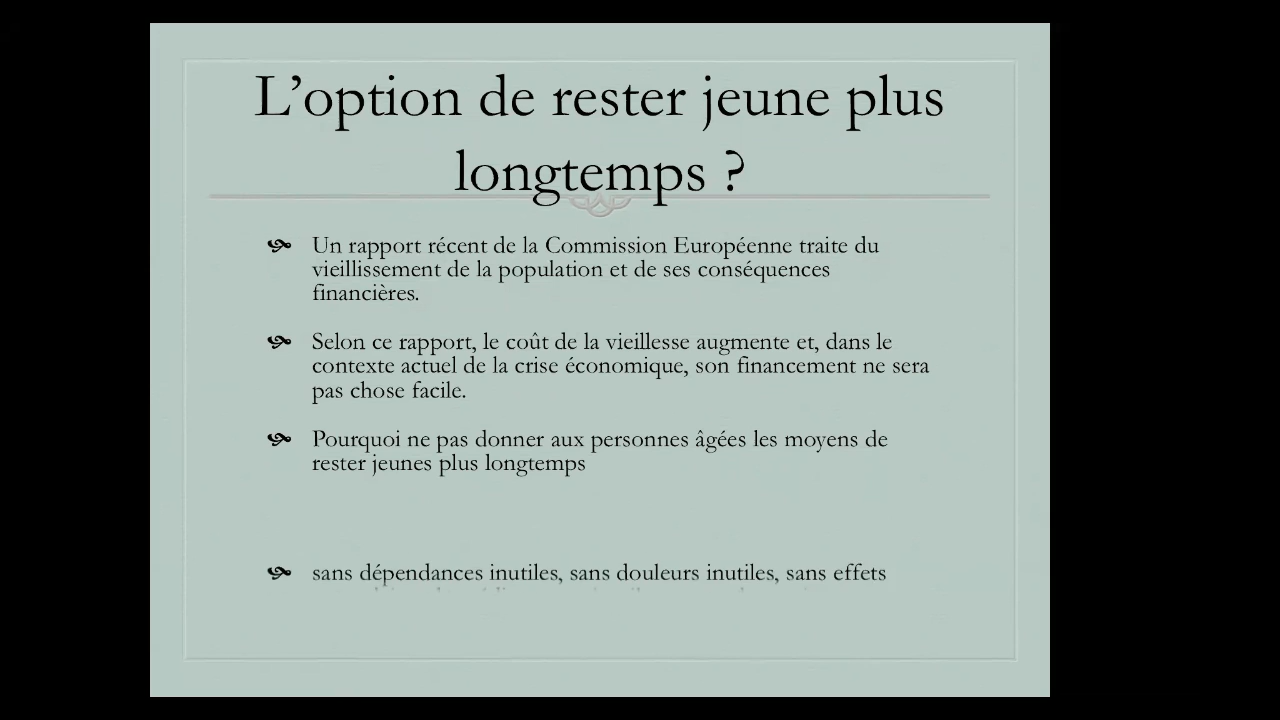 L’option de rester jeune plus
longtemps ?
Un rapport récent de la Commission Européenne traite du
vieillissement de la population et de ses conséquences
financières.
Selon ce rapport, le coût de la vieillesse augmente et, dans le
contexte actuel de la crise économique, son financement ne sera
pas chose facile.
Pourquoi ne pas donner aux personnes âgées les moyens de
rester jeunes plus longtemps
sans dépendances inutiles, sans douleurs inutiles, sans effets